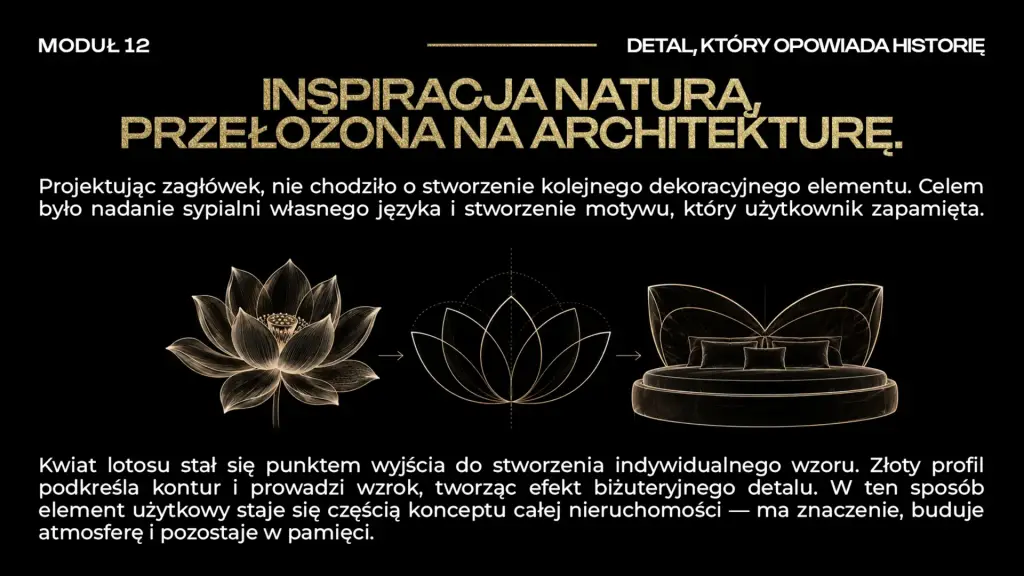 MODUŁ 12
DETAL, KTÓRY OPOWIADA HISTORIĘ
INSPIRACJA NATURĄ,
PRZEŁOŻONA NA ARCHITEKTURĘ.
Projektując zagłówek, nie chodziło o stworzenie kolejnego dekoracyjnego elementu. Celem
było nadanie sypialni własnego języka i stworzenie motywu, który użytkownik zapamięta.
Kwiat lotosu stał się punktem wyjścia do stworzenia indywidualnego wzoru. Złoty profil
podkreśla kontur i prowadzi wzrok, tworząc efekt biżuteryjnego detalu. W ten sposób
element użytkowy staje się częścią konceptu całej nieruchomości — ma znaczenie, buduje
atmosferę i pozostaje w pamięci.